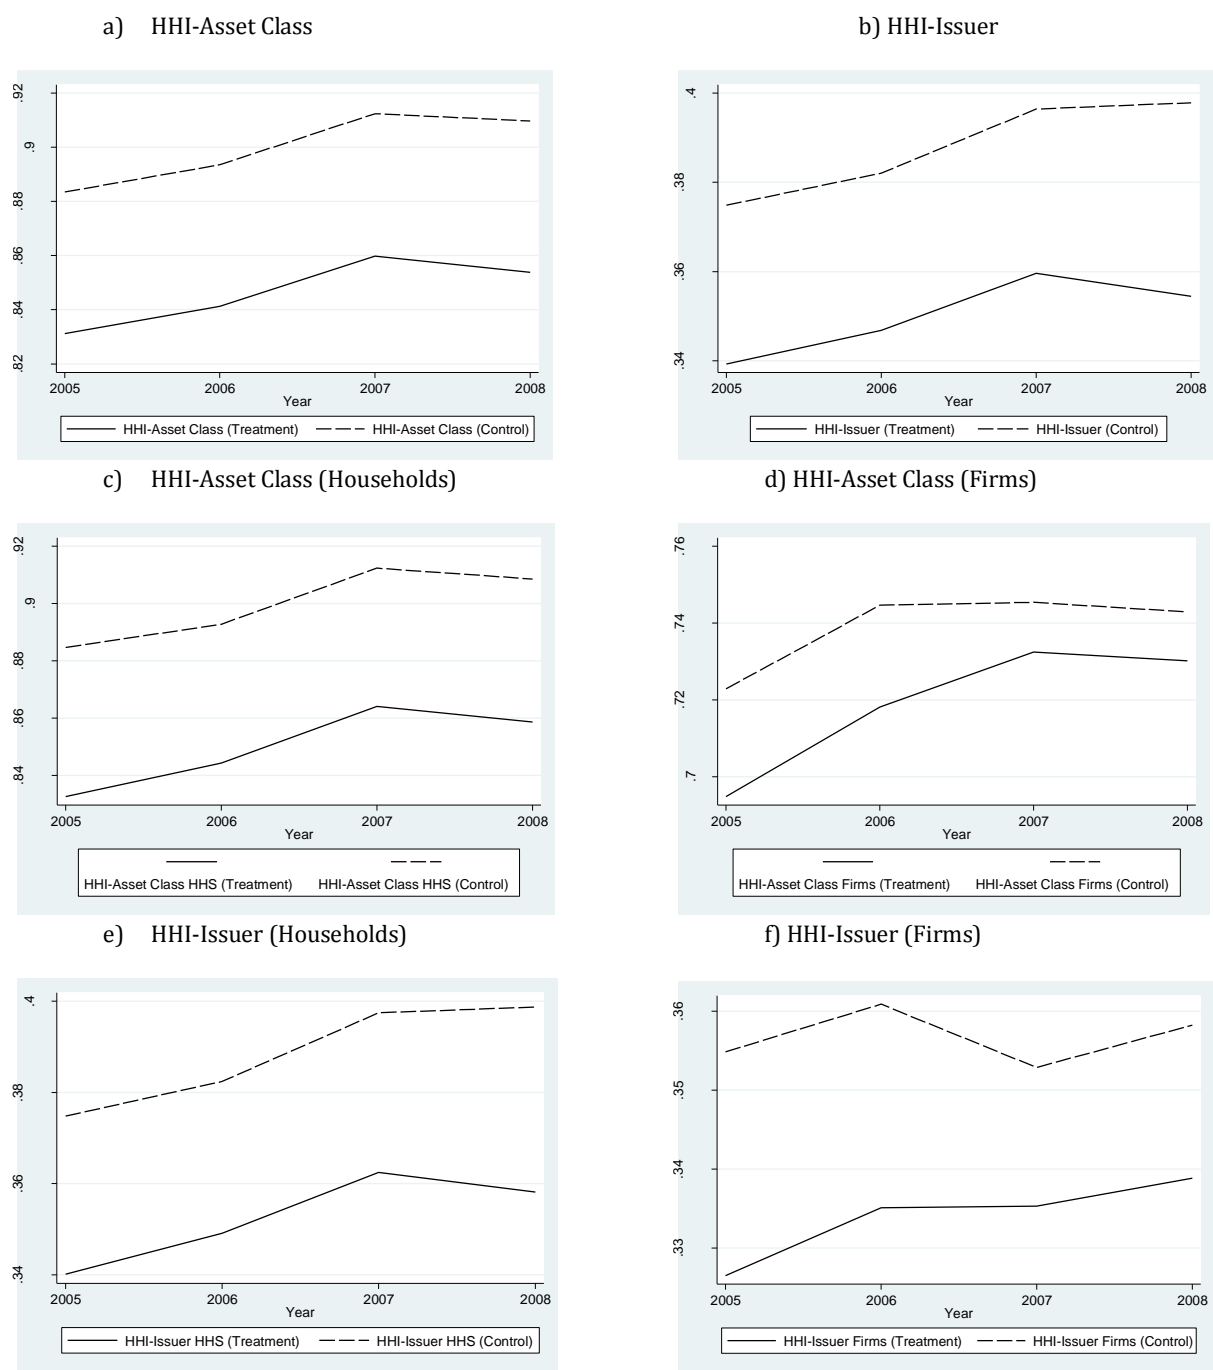 a) HHI-Asset Class
b) HHI-Issuer
.92
.9
.88
.86
.84
.82
2005 2006 2007 2008
Year
HHI-Asset Class (Treatment) HHI-Asset Class (Control)
.4
.38
.36
.34
2005 2006 2007 2008
Year
HHI-Issuer (Treatment) HHI-Issuer (Control)
c) HHI-Asset Class (Households)
d) HHI-Asset Class (Firms)
.92
.9
.88
.86
.84
2005 2006 2007 2008
Year
HHI-Asset Class HHS (Treatment) HHI-Asset Class HHS (Control)
.76
.74
.72
.7
2005 2006 2007 2008
Year
HHI-Asset Class Firms (Treatment) HHI-Asset Class Firms (Control)
e) HHI-Issuer (Households)
f) HHI-Issuer (Firms)
.4
.38
.36
.34
2005 2006 2007 2008
Year
HHI-Issuer HHS (Treatment) HHI-Issuer HHS (Control)
.36
.35
.34
.33
2005 2006 2007 2008
Year
HHI-Issuer Firms (Treatment) HHI-Issuer Firms (Control)